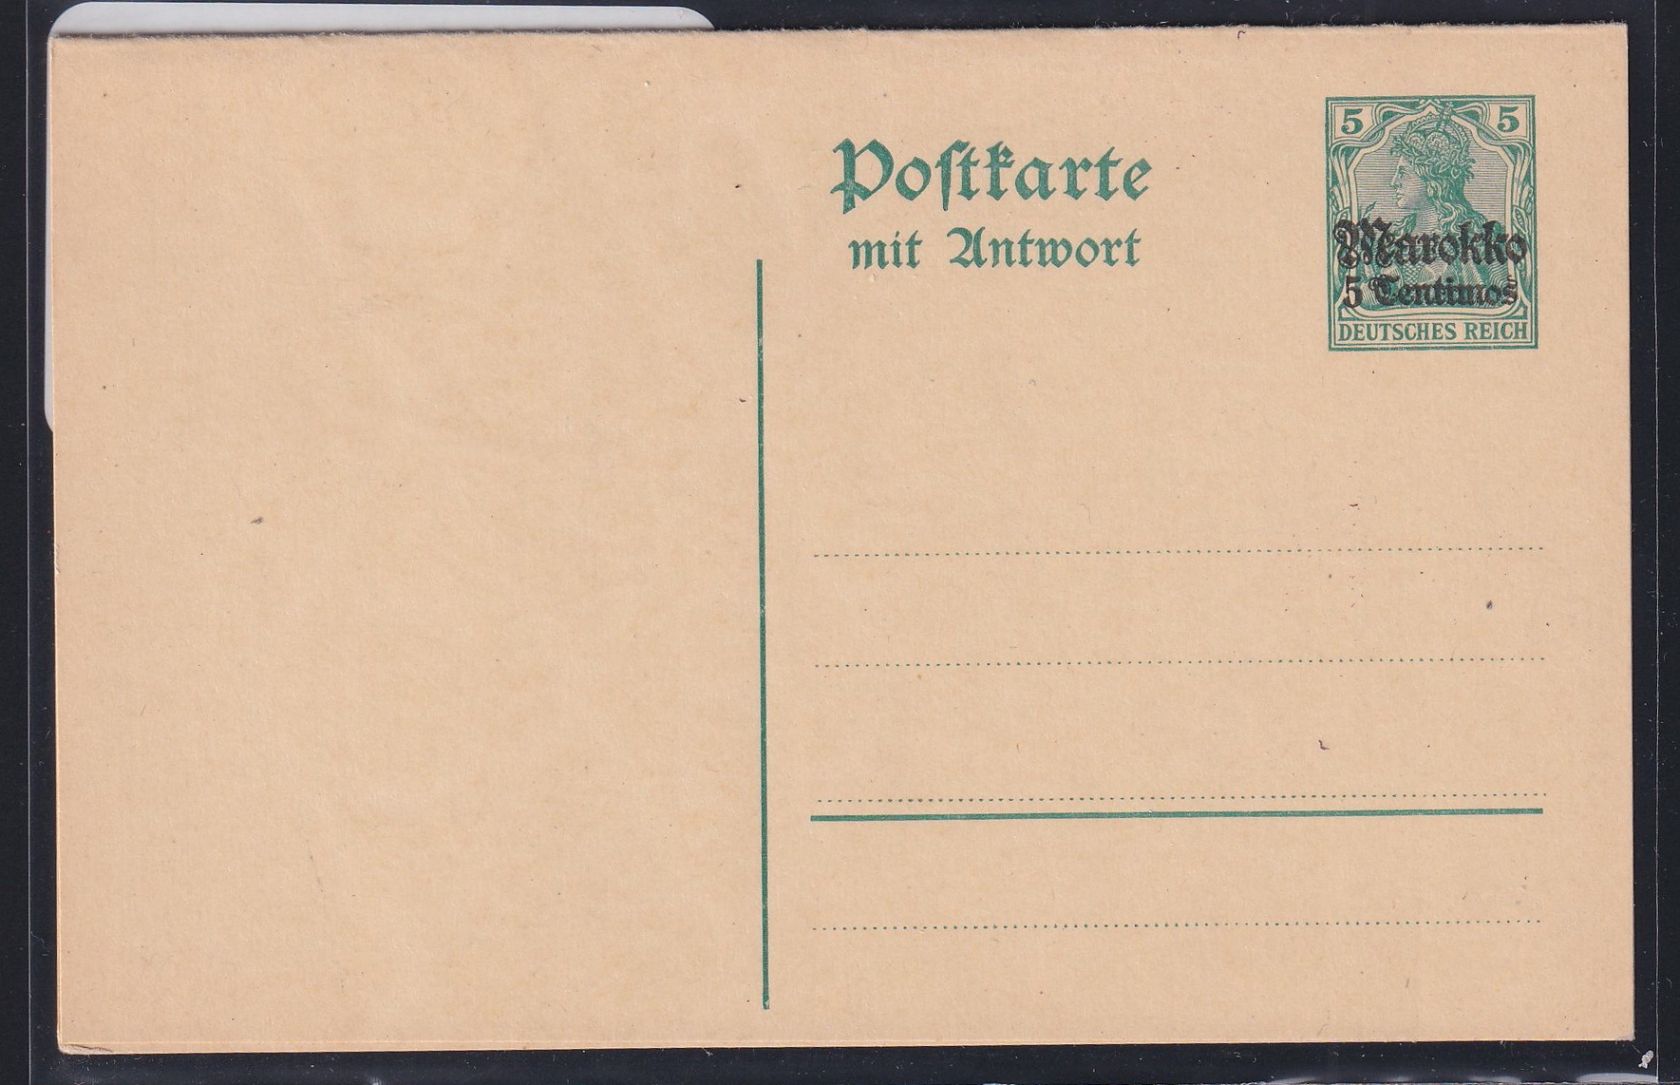 Poſtkarte
mit Antwort
5 5
Marokko
5 Centimos
DEUTSCHES REICH